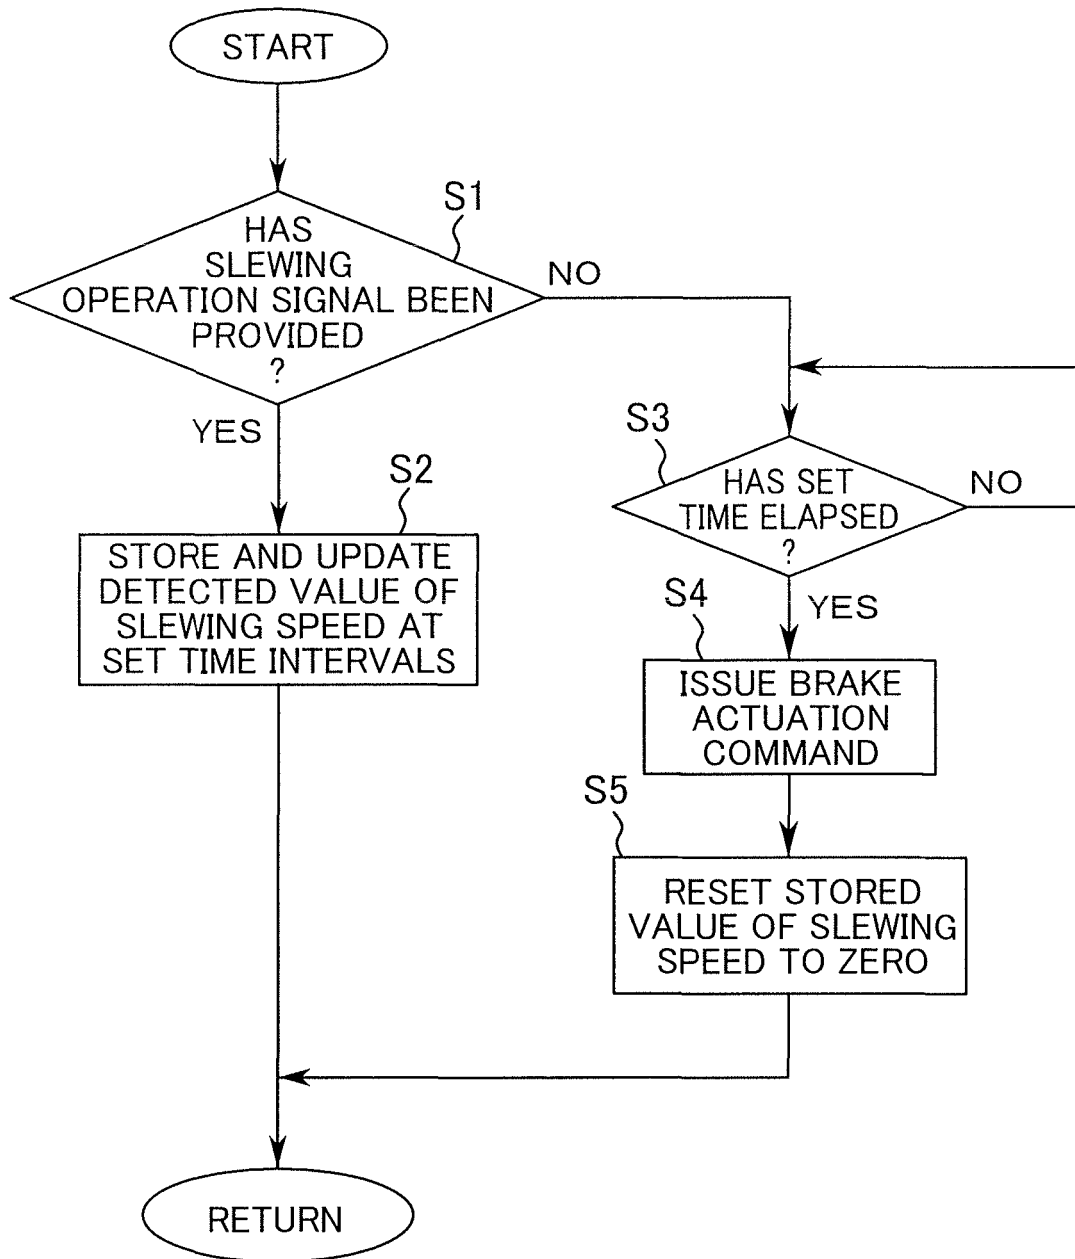 START
S1
HAS
SLEWING
OPERATION SIGNAL BEEN
PROVIDED
?
NO
YES
S2
STORE AND UPDATE
DETECTED VALUE OF
SLEWING SPEED AT
SET TIME INTERVALS
S3
HAS SET
TIME ELAPSED
?
NO
YES
S4
ISSUE BRAKE
ACTUATION
COMMAND
S5
RESET STORED
VALUE OF SLEWING
SPEED TO ZERO
RETURN